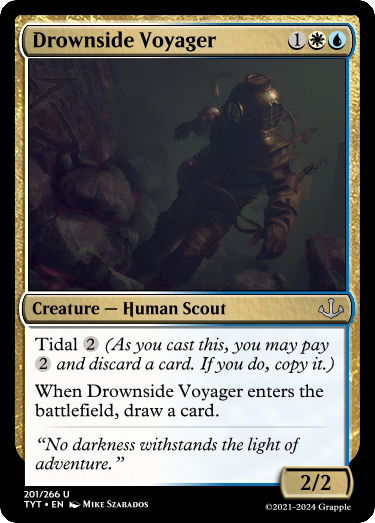 Drownside Voyager 1
Creature — Human Scout
Tidal 2 (As you cast this, you may pay
2 and discard a card. If you do, copy it.)
When Drownside Voyager enters the
battlefield, draw a card.
“No darkness withstands the light of
adventure.”
2/2
201/266 U
TYT • EN Mike Szabados
©2021-2024 Grapple